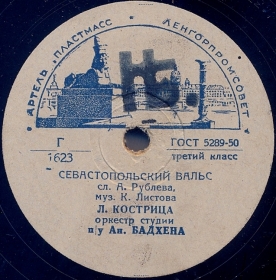 АРТЕЛЬ „ПЛАСТМАСС" ЛЕНГОРПРОМСОВЕТ
Г
1623
ГОСТ 5289-50
третий класс
СЕВАСТОПОЛЬСКИЙ ВАЛЬС
сл. А. Рублева,
муз. К. Листова
Л. КОСТРИЦА
оркестр студии
п/у Ан. БАДХЕНА